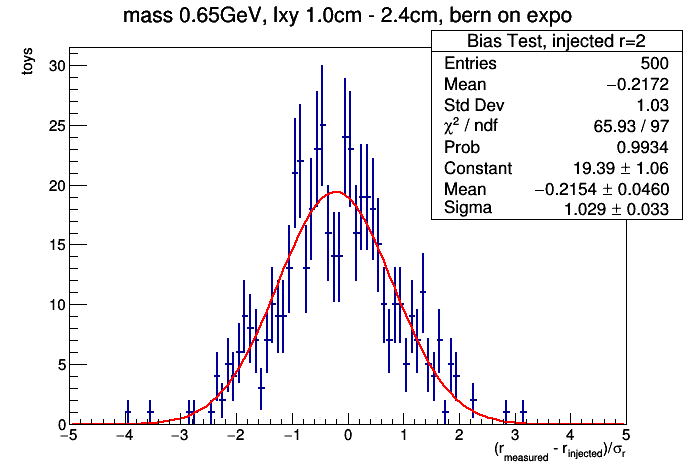 mass 0.65GeV, lxy 1.0cm - 2.4cm, bern on expo
Bias Test, injected r=2
Entries 500
Mean −0.2172
Std Dev 1.03
χ² / ndf 65.93 / 97
Prob 0.9934
Constant 19.39 ± 1.06
Mean −0.2154 ± 0.0460
Sigma 1.029 ± 0.033
toys
30
25
20
15
10
5
0
−5 −4 −3 −2 −1 0 1 2 3 4 5
(r_measured - r_injected)/σ_r